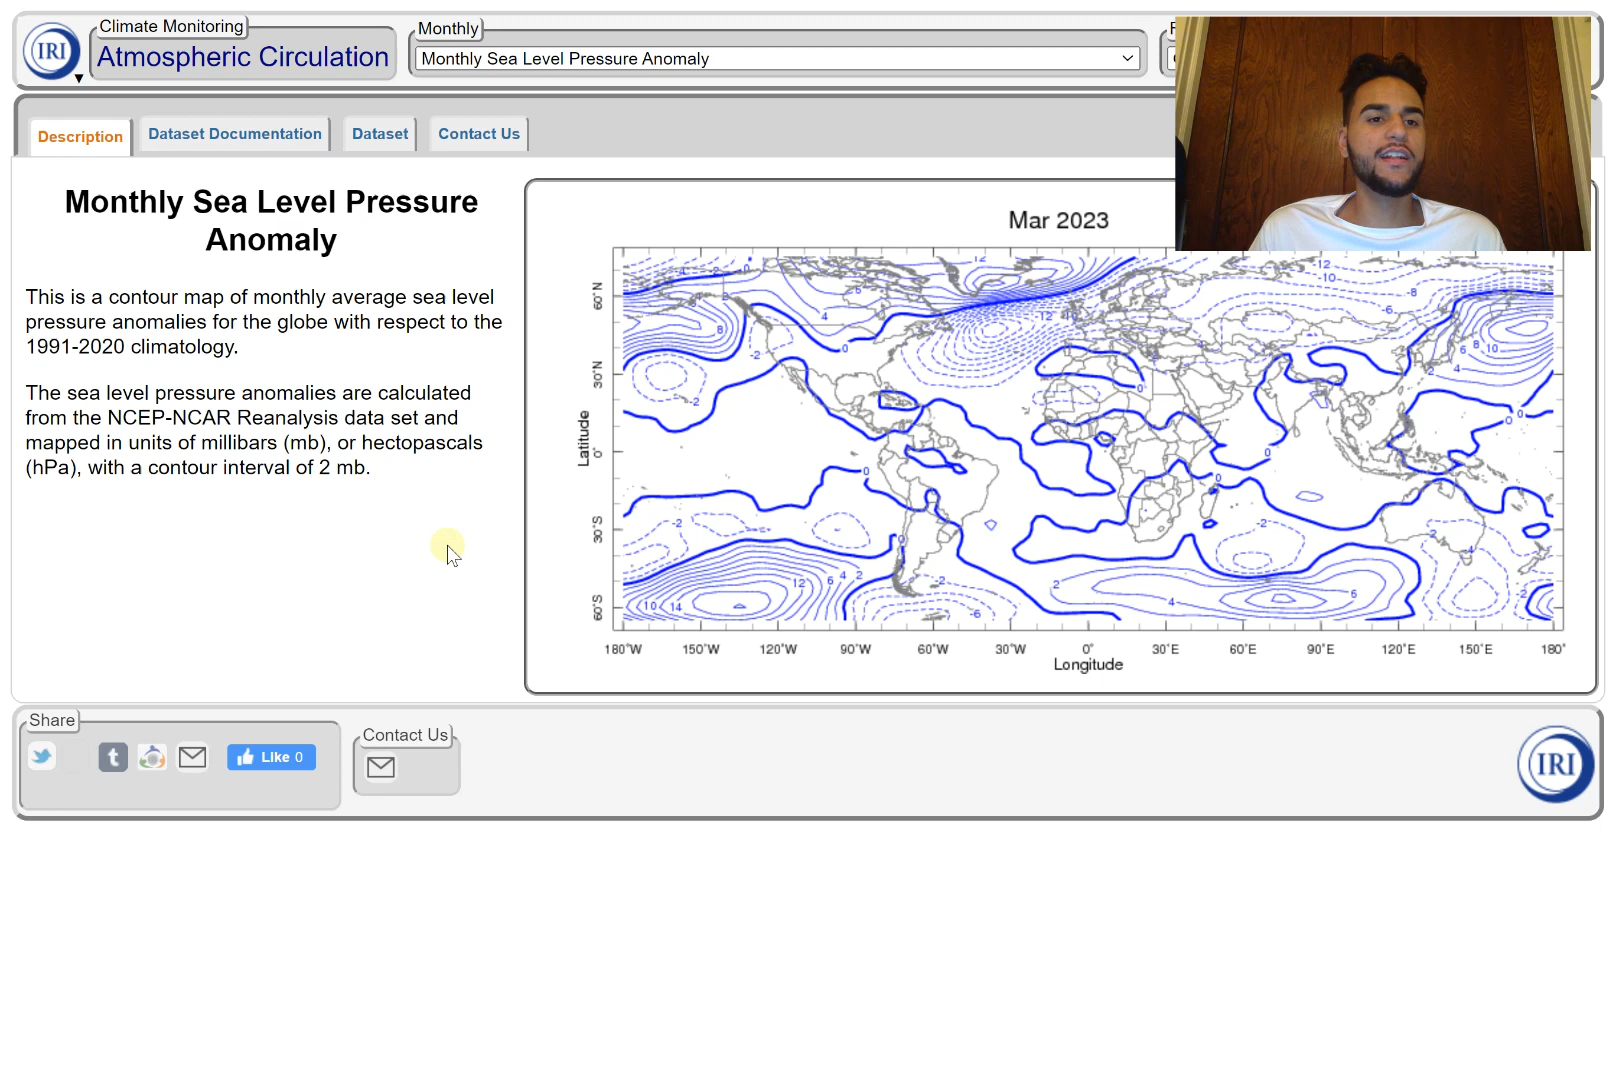 IRI
Climate Monitoring
Atmospheric Circulation
Monthly
Monthly Sea Level Pressure Anomaly
Description
Dataset Documentation
Dataset
Contact Us
Monthly Sea Level Pressure
Anomaly
This is a contour map of monthly average sea level
pressure anomalies for the globe with respect to the
1991-2020 climatology.
The sea level pressure anomalies are calculated
from the NCEP-NCAR Reanalysis data set and
mapped in units of millibars (mb), or hectopascals
(hPa), with a contour interval of 2 mb.
Mar 2023
Latitude
60°N
30°N
0°
30°S
60°S
180°W 150°W 120°W 90°W 60°W 30°W 0° 30°E 60°E 90°E 120°E 150°E 180°
Longitude
Share
t
Like 0
Contact Us
IRI